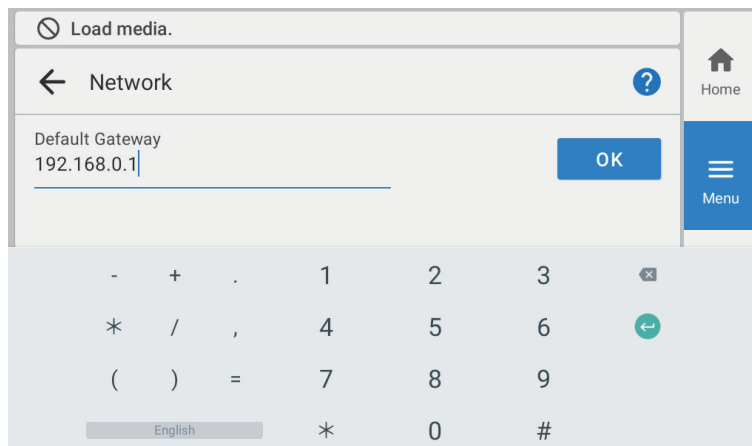 Load media.
Network
?
Home
Default Gateway
192.168.0.1
OK
Menu
- + . 1 2 3
* / , 4 5 6
( ) = 7 8 9
English * 0 #